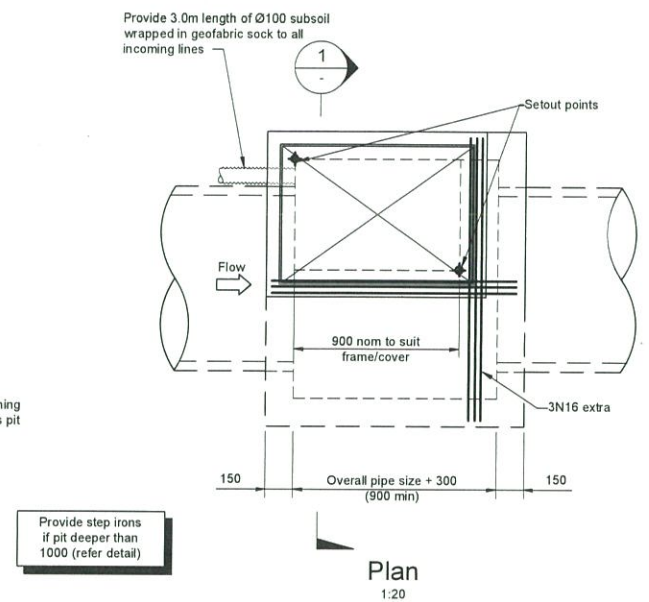 Provide 3.0m length of Ø100 subsoil
wrapped in geofabric sock to all
incoming lines
1
-
Setout points
Flow
900 nom to suit
frame/cover
3N16 extra
pit
150
Overall pipe size + 300
(900 min)
150
Provide step irons
if pit deeper than
1000 (refer detail)
Plan
1:20